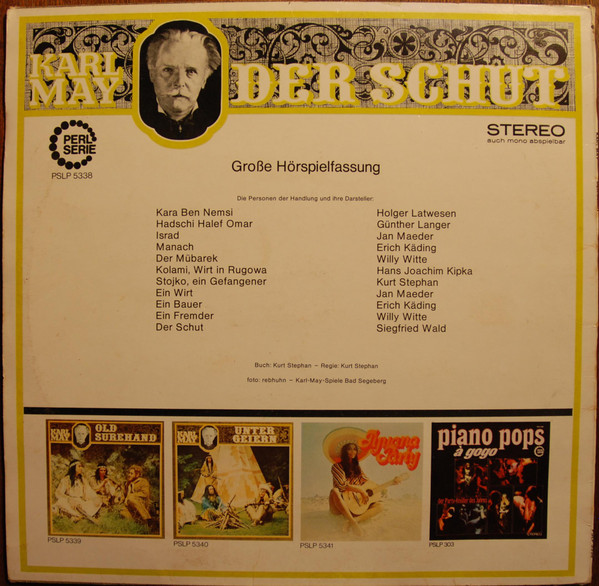 KARL MAY
DER SCHUT
PERL SERIE
PSLP 5338
STEREO
auch mono abspielbar
Große Hörspielfassung
Die Personen der Handlung und ihre Darsteller:
Kara Ben Nemsi Holger Latwesen
Hadschi Halef Omar Günther Langer
Israd Jan Maeder
Manach Erich Käding
Der Mübarek Willy Witte
Kolami, Wirt in Rugowa Hans Joachim Kipka
Stojko, ein Gefangener Kurt Stephan
Ein Wirt Jan Maeder
Ein Bauer Erich Käding
Ein Fremder Willy Witte
Der Schut Siegfried Wald
Buch: Kurt Stephan – Regie: Kurt Stephan
foto: rebhuhn – Karl-May-Spiele Bad Segeberg
KARL MAY
OLD SUREHAND
PSLP 5339
KARL MAY
UNTER GEIERN
PSLP 5340
Party
PSLP 5341
piano pops
à gogo
PSLP 303